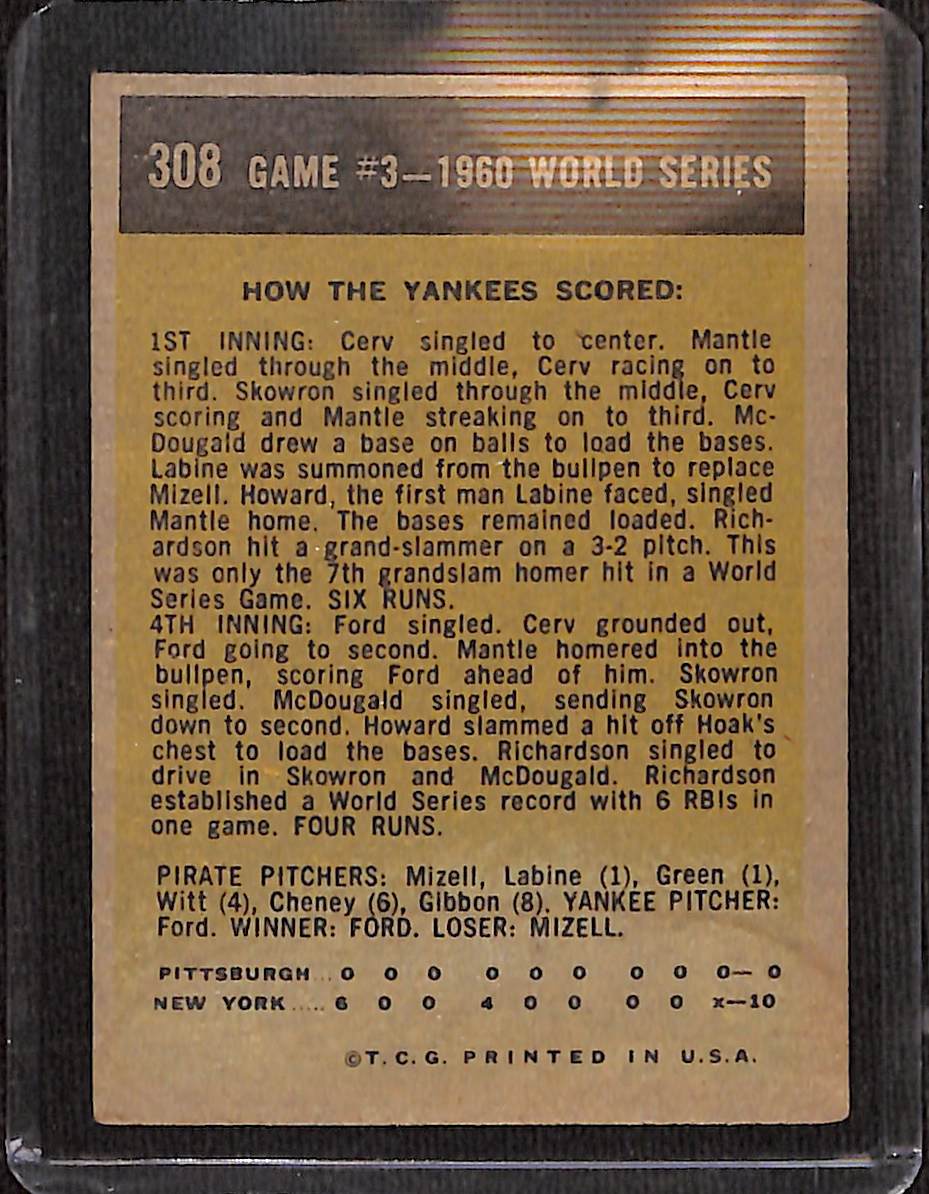 308 GAME #3—1960 WORLD SERIES
HOW THE YANKEES SCORED:
1ST INNING: Cerv singled to center. Mantle
singled through the middle, Cerv racing on to
third. Skowron singled through the middle, Cerv
scoring and Mantle streaking on to third. Mc-
Dougald drew a base on balls to load the bases.
Labine was summoned from the bullpen to replace
Mizell. Howard, the first man Labine faced, singled
Mantle home. The bases remained loaded. Rich-
ardson hit a grand-slammer on a 3-2 pitch. This
was only the 7th grandslam homer hit in a World
Series Game. SIX RUNS.
4TH INNING: Ford singled. Cerv grounded out,
Ford going to second. Mantle homered into the
bullpen, scoring Ford ahead of him. Skowron
singled. McDougald singled, sending Skowron
down to second. Howard slammed a hit off Hoak's
chest to load the bases. Richardson singled to
drive in Skowron and McDougald. Richardson
established a World Series record with 6 RBIs in
one game. FOUR RUNS.
PIRATE PITCHERS: Mizell, Labine (1), Green (1),
Witt (4), Cheney (6), Gibbon (8). YANKEE PITCHER:
Ford. WINNER: FORD. LOSER: MIZELL.
PITTSBURGH .. 0 0 0 0 0 0 0 0 0— 0
NEW YORK ..... 6 0 0 4 0 0 0 0 x—10
©T.C.G. PRINTED IN U.S.A.